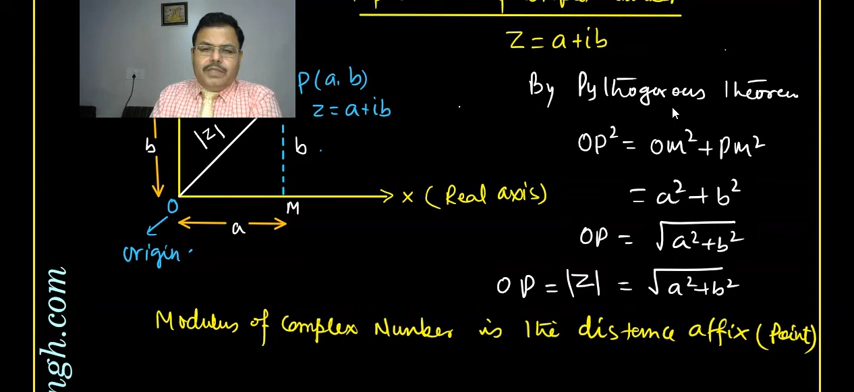 Z = a+ib
P(a, b)
z = a+ib
By Pythogorous Theorem
OP² = OM² + PM²
= a² + b²
OP = √a²+b²
OP = |Z| = √a²+b²
b
|Z|
b
O
M
X (Real axis)
a
origin
Modulus of Complex Number is the distance affix (Point)
ngh.com